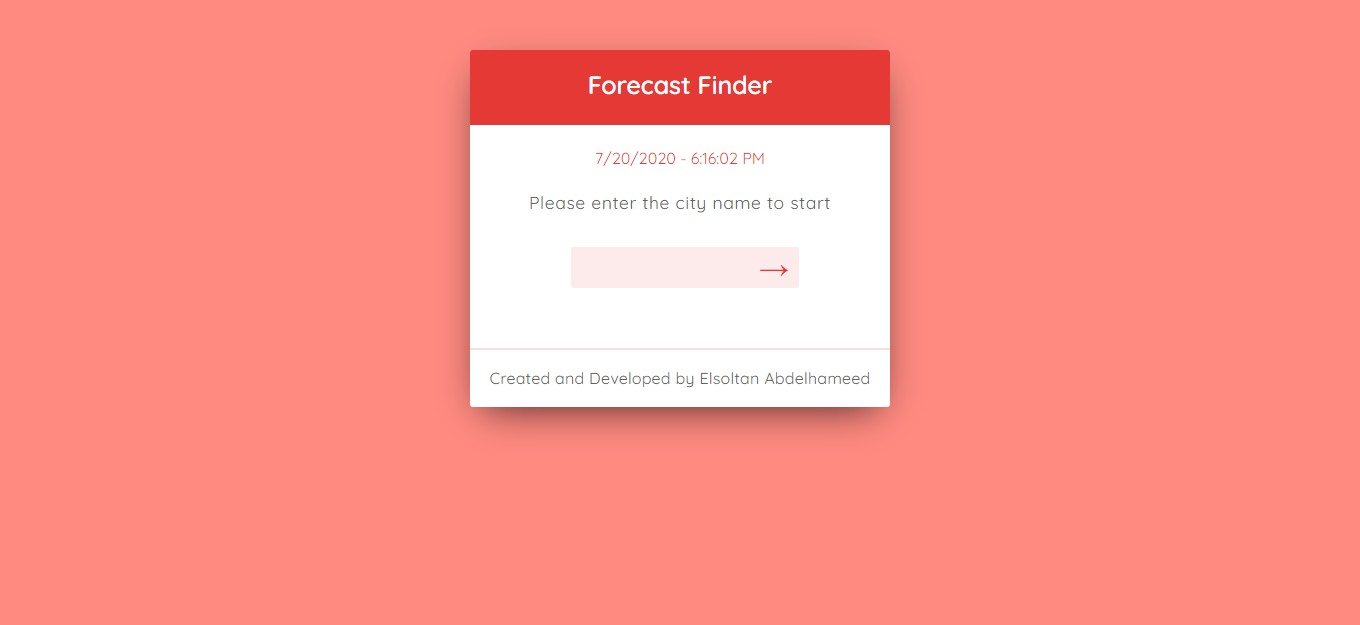 Forecast Finder
7/20/2020 - 6:16:02 PM
Please enter the city name to start
Created and Developed by Elsoltan Abdelhameed